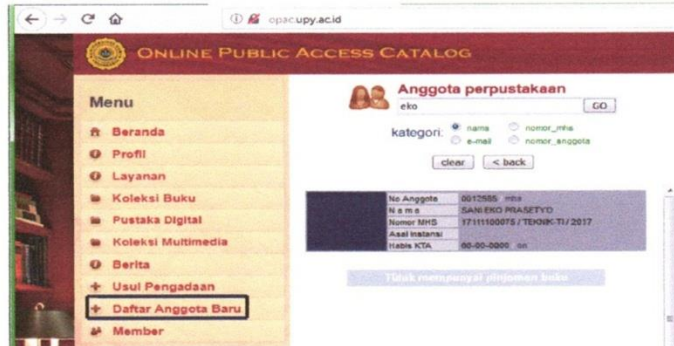 opac.upy.ac.id
ONLINE PUBLIC ACCESS CATALOG
Menu
Beranda
Profil
Layanan
Koleksi Buku
Pustaka Digital
Koleksi Multimedia
Berita
Usul Pengadaan
Daftar Anggota Baru
Member
Anggota perpustakaan
eko GO
kategori: nama nomor_mhs
e-mail nomor_anggota
clear < back
No Anggota 0012585 mhs
Nama SANI EKO PRASETYO
Nomor MHS 17111100075 / TEKNIK-TI / 2017
Asal Instansi
Habis KTA 00-00-0000 on
Tidak mempunyai pinjaman buku